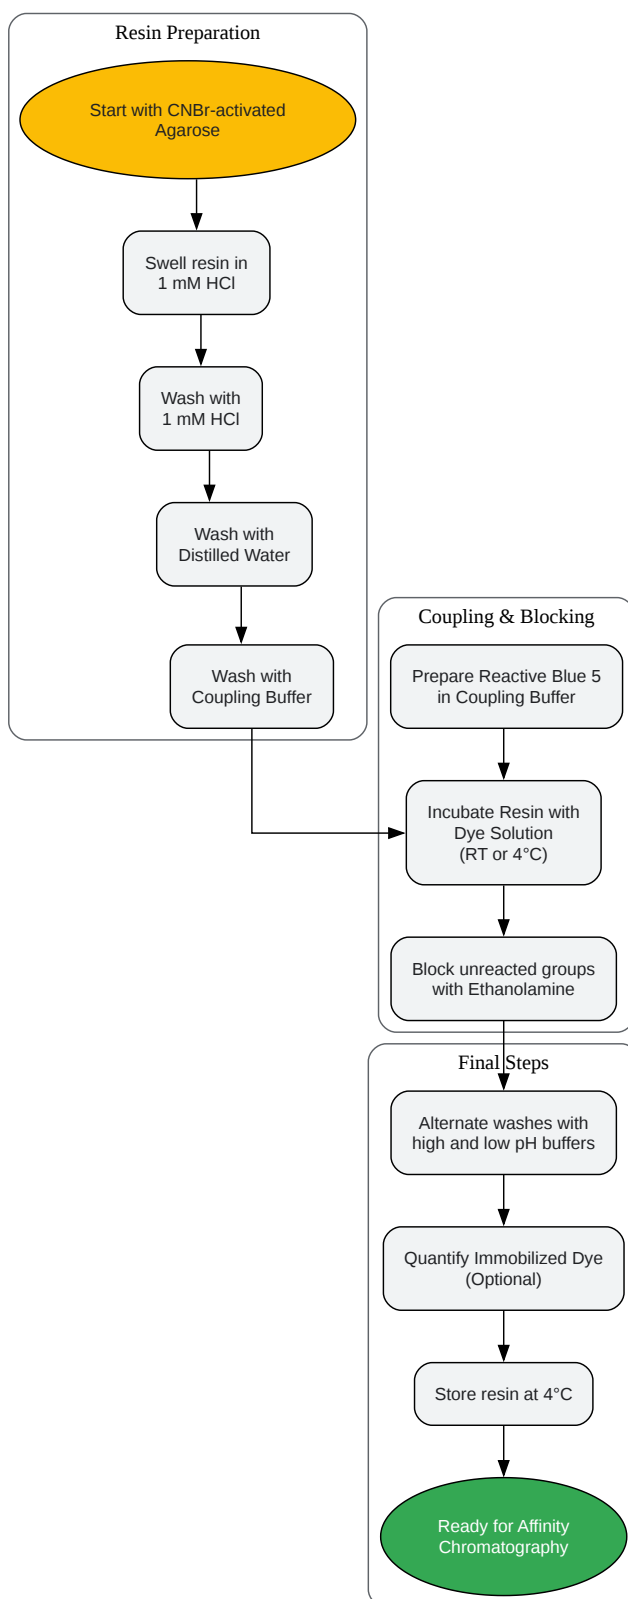 Resin Preparation
Start with CNBr-activated
Agarose
Swell resin in
1 mM HCl
Wash with
1 mM HCl
Wash with
Distilled Water
Wash with
Coupling Buffer
Coupling & Blocking
Prepare Reactive Blue 5
in Coupling Buffer
Incubate Resin with
Dye Solution
(RT or 4°C)
Block unreacted groups
with Ethanolamine
Final Steps
Alternate washes with
high and low pH buffers
Quantify Immobilized Dye
(Optional)
Store resin at 4°C
Ready for Affinity
Chromatography